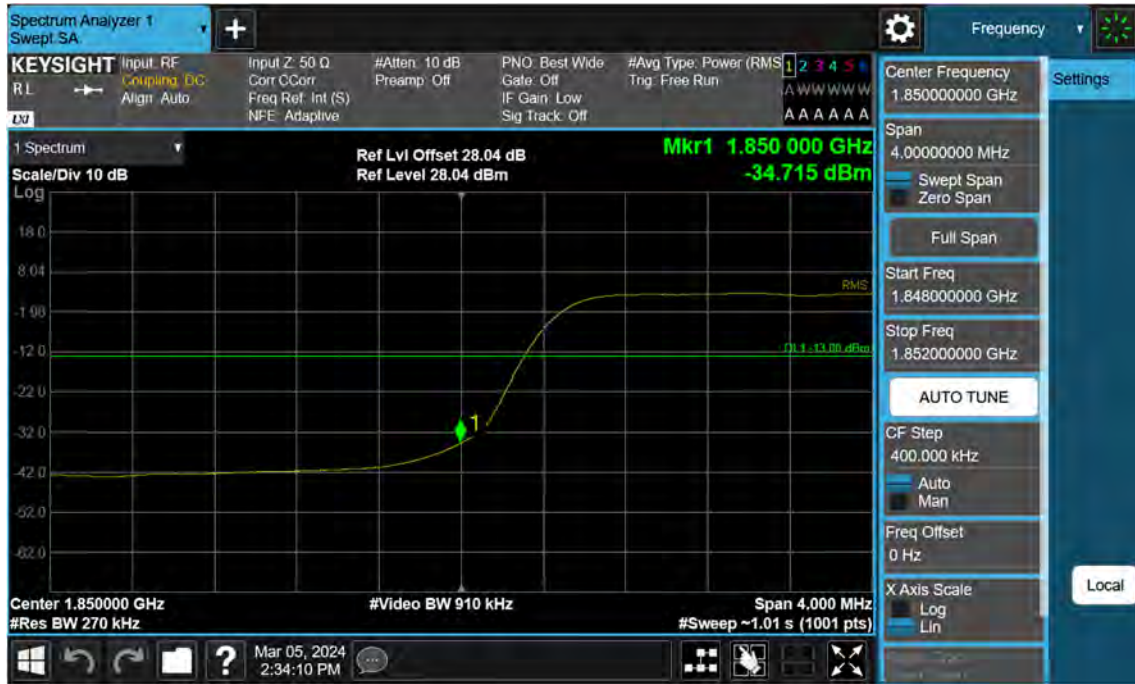 Spectrum Analyzer 1
Swept SA
+
Frequency
KEYSIGHT
RL
LXI
Input: RF
Coupling: DC
Align: Auto
Input Z: 50 Ω
Corr CCorr
Freq Ref: Int (S)
NFE: Adaptive
#Atten: 10 dB
Preamp: Off
PNO: Best Wide
Gate: Off
IF Gain: Low
Sig Track: Off
#Avg Type: Power (RMS
Trig: Free Run
1 2 3 4 5 6
A W W W W W
A A A A A A
1 Spectrum
Scale/Div 10 dB
Ref Lvl Offset 28.04 dB
Ref Level 28.04 dBm
Mkr1 1.850 000 GHz
-34.715 dBm
Log
18.0
8.04
-1.96
-12.0
-22.0
-32.0
-42.0
-52.0
-62.0
RMS
DL1 -13.00 dBm
1
Center 1.850000 GHz
#Video BW 910 kHz
Span 4.000 MHz
#Res BW 270 kHz
#Sweep ~1.01 s (1001 pts)
Center Frequency
1.850000000 GHz
Settings
Span
4.00000000 MHz
Swept Span
Zero Span
Full Span
Start Freq
1.848000000 GHz
Stop Freq
1.852000000 GHz
AUTO TUNE
CF Step
400.000 kHz
Auto
Man
Freq Offset
0 Hz
X Axis Scale
Log
Lin
Local
?
Mar 05, 2024
2:34:10 PM